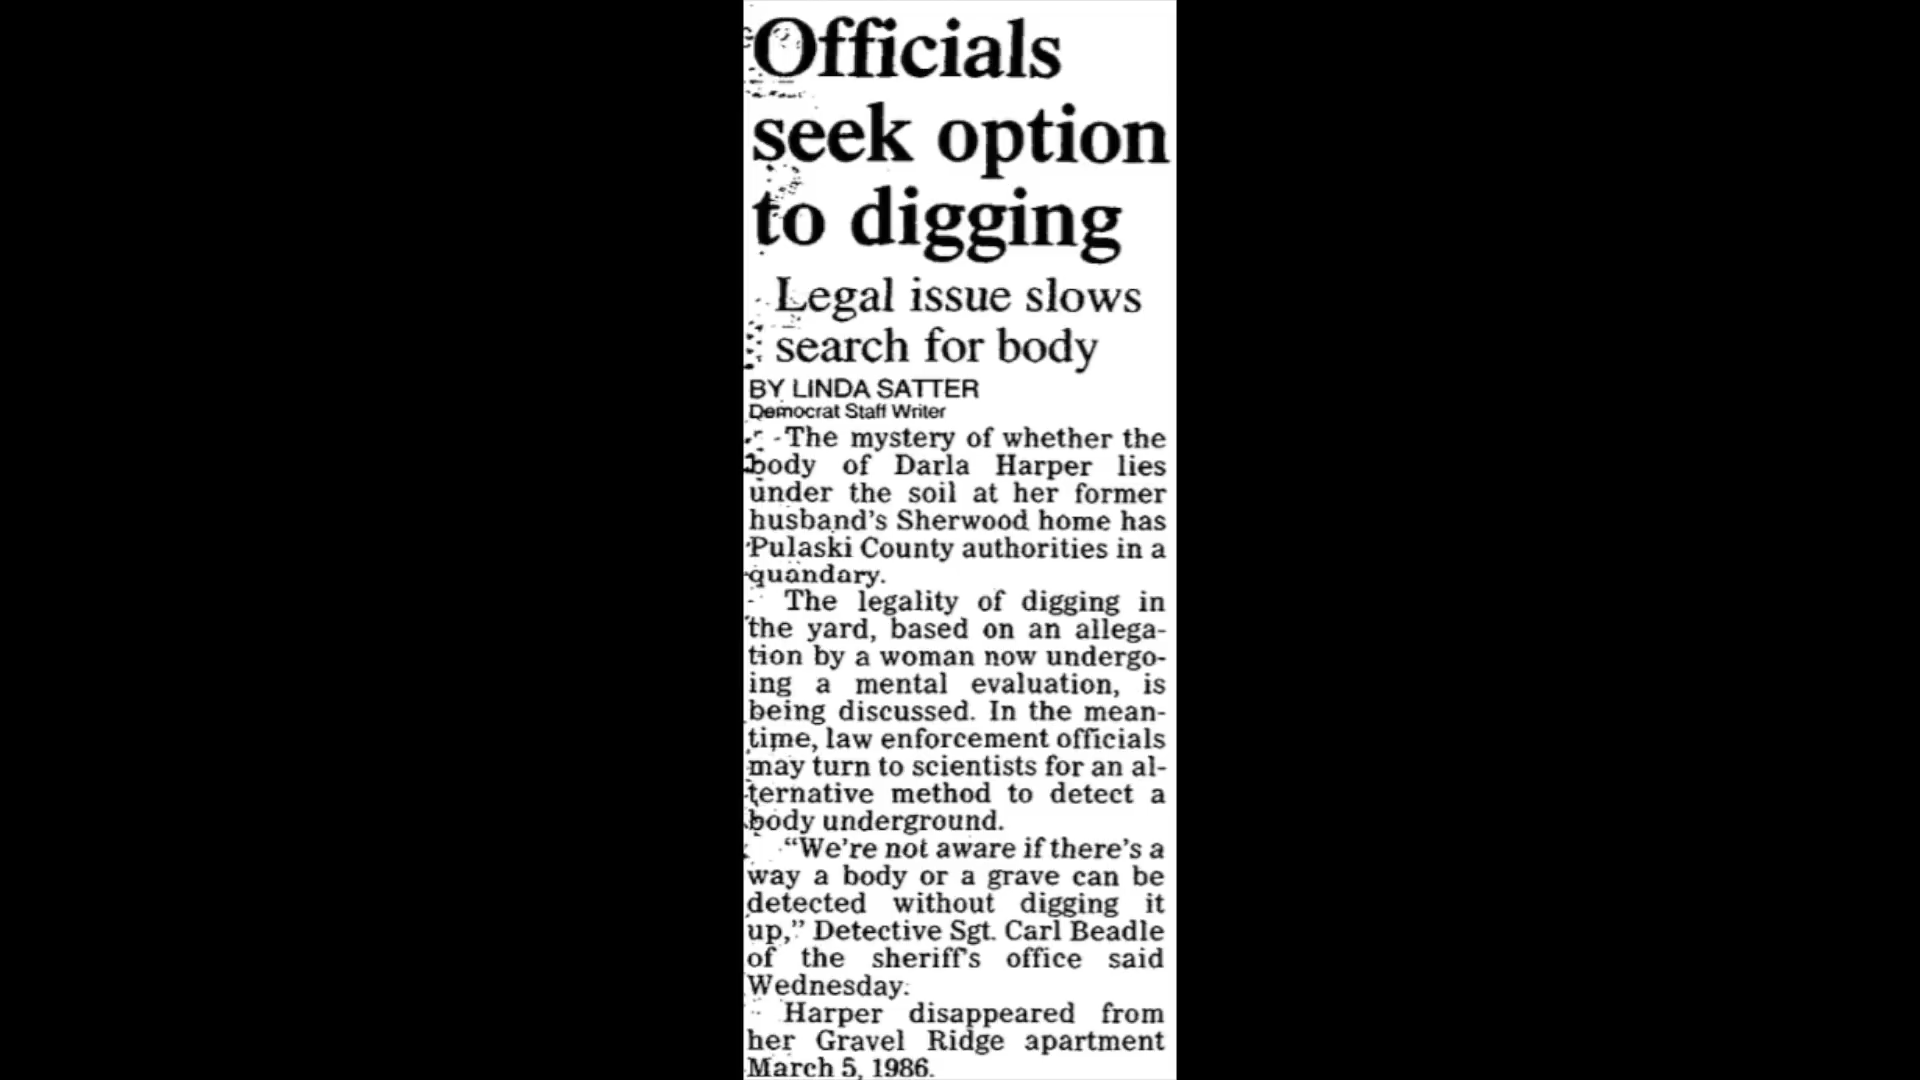 Officials
seek option
to digging
Legal issue slows
search for body
BY LINDA SATTER
Democrat Staff Writer
The mystery of whether the
body of Darla Harper lies
under the soil at her former
husband's Sherwood home has
Pulaski County authorities in a
quandary.
The legality of digging in
the yard, based on an allega-
tion by a woman now undergo-
ing a mental evaluation, is
being discussed. In the mean-
time, law enforcement officials
may turn to scientists for an al-
ternative method to detect a
body underground.
“We're not aware if there's a
way a body or a grave can be
detected without digging it
up,” Detective Sgt. Carl Beadle
of the sheriff's office said
Wednesday.
Harper disappeared from
her Gravel Ridge apartment
March 5, 1986.